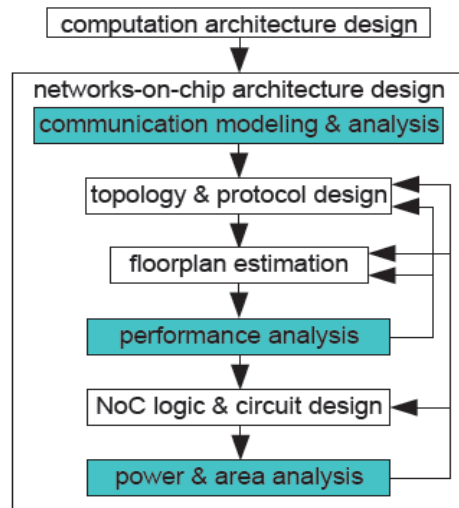 computation architecture design
networks-on-chip architecture design
communication modeling & analysis
topology & protocol design
floorplan estimation
performance analysis
NoC logic & circuit design
power & area analysis